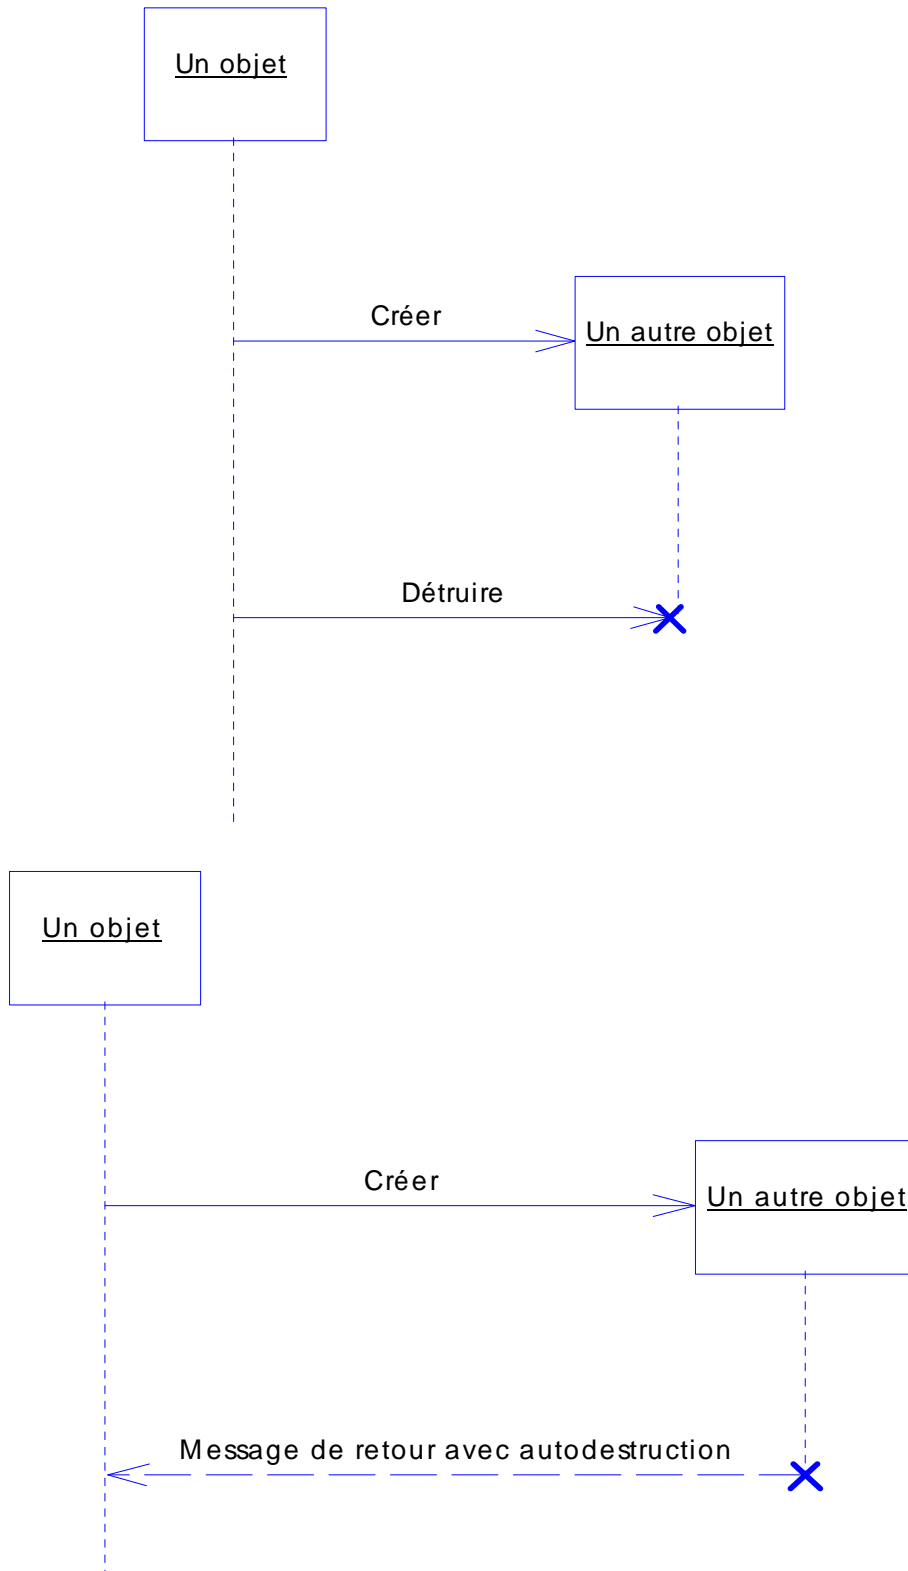 Un objet
Créer
Un autre objet
Détruire
Un objet
Créer
Un autre objet
Message de retour avec autodestruction